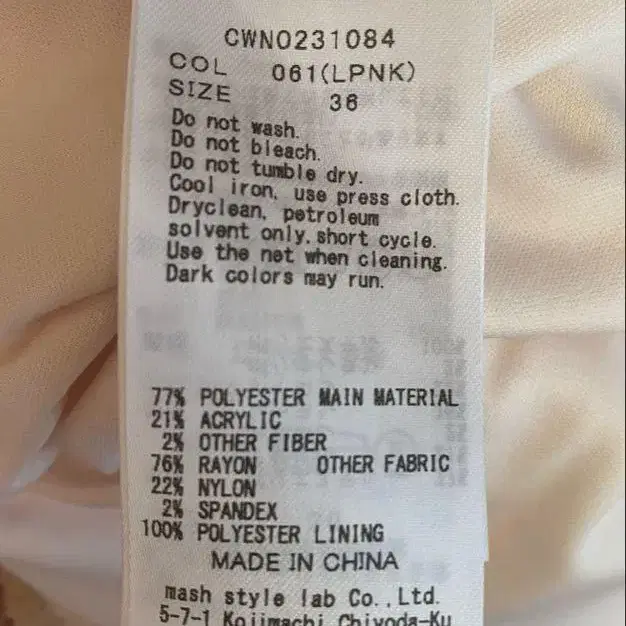 CWNO231084
COL 061(LPNK)
SIZE 36
Do not wash.
Do not bleach.
Do not tumble dry.
Cool iron, use press cloth.
Dryclean, petroleum
solvent only, short cycle.
Use the net when cleaning.
Dark colors may run.
77% POLYESTER MAIN MATERIAL
21% ACRYLIC
2% OTHER FIBER
76% RAYON OTHER FABRIC
22% NYLON
2% SPANDEX
100% POLYESTER LINING
MADE IN CHINA
mash style lab Co.,Ltd.
5-7-1 Kojimachi Chiyoda-Ku